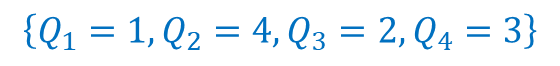 {Q₁ = 1, Q₂ = 4, Q₃ = 2, Q₄ = 3}